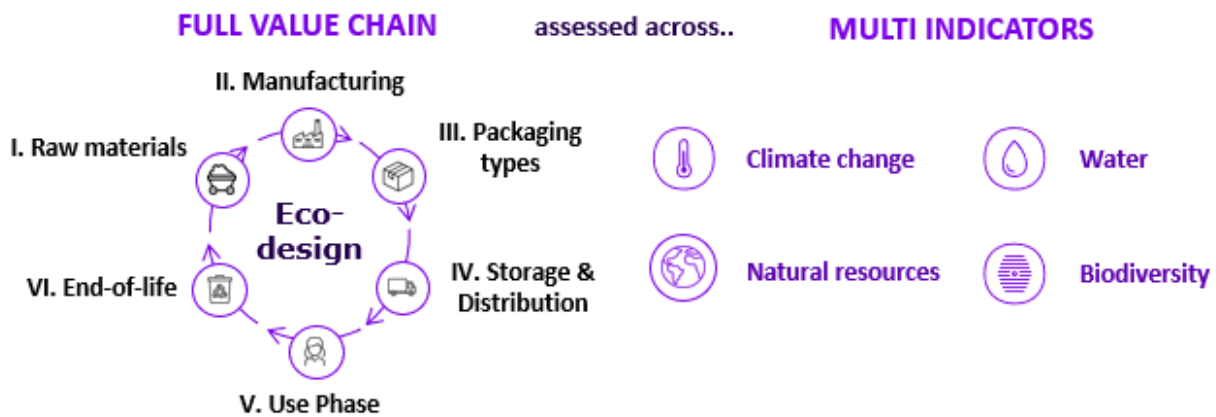 FULL VALUE CHAIN assessed across.. MULTI INDICATORS
II. Manufacturing
I. Raw materials
III. Packaging
types
Eco-
design
VI. End-of-life
IV. Storage &
Distribution
V. Use Phase
Climate change
Water
Natural resources
Biodiversity